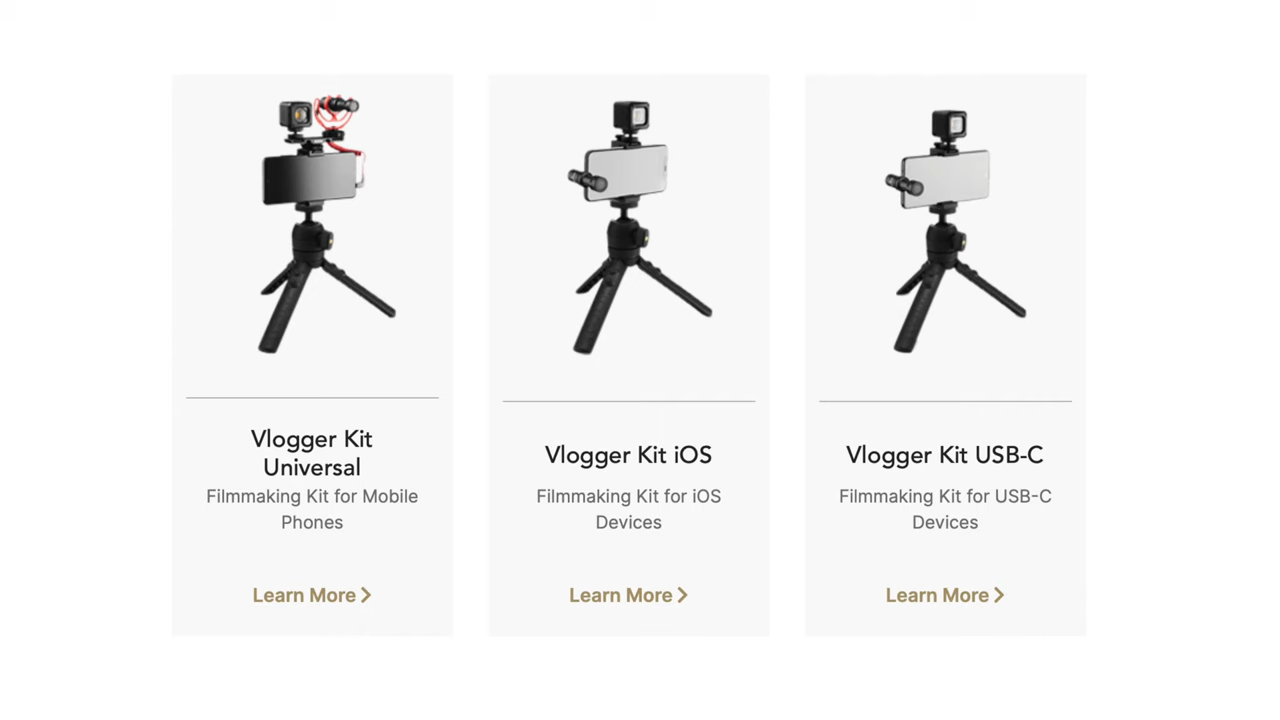 Vlogger Kit
Universal
Filmmaking Kit for Mobile
Phones
Learn More
Vlogger Kit iOS
Filmmaking Kit for iOS
Devices
Learn More
Vlogger Kit USB-C
Filmmaking Kit for USB-C
Devices
Learn More